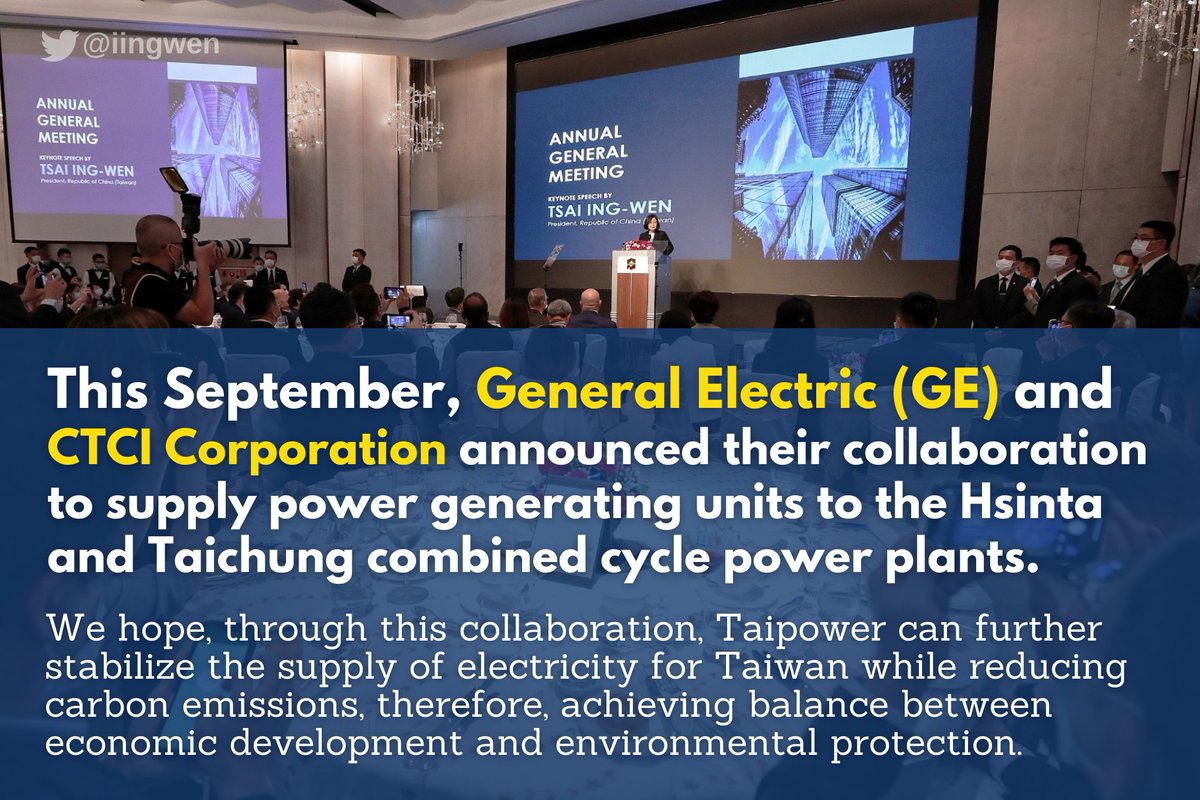 @iingwen
ANNUAL
GENERAL
MEETING
KEYNOTE SPEECH BY
TSAI ING-WEN
President, Republic of China (Taiwan)
ANNUAL
GENERAL
MEETING
KEYNOTE SPEECH BY
TSAI ING-WEN
President, Republic of China (Taiwan)
This September, General Electric (GE) and
CTCI Corporation announced their collaboration
to supply power generating units to the Hsinta
and Taichung combined cycle power plants.
We hope, through this collaboration, Taipower can further
stabilize the supply of electricity for Taiwan while reducing
carbon emissions, therefore, achieving balance between
economic development and environmental protection.